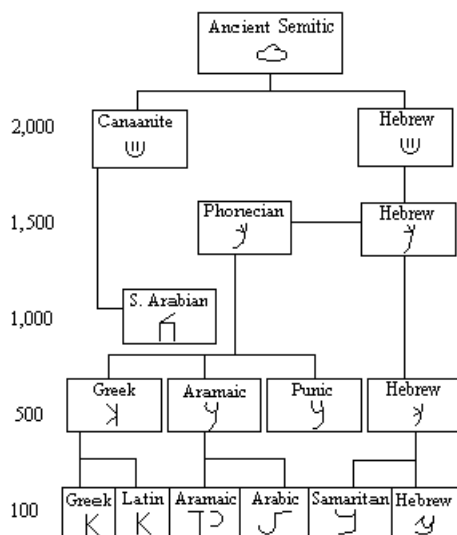 Ancient Semitic
2,000
Canaanite
Hebrew
1,500
Phonecian
Hebrew
1,000
S. Arabian
500
Greek
Aramaic
Punic
Hebrew
100
Greek
Latin
Aramaic
Arabic
Samaritan
Hebrew